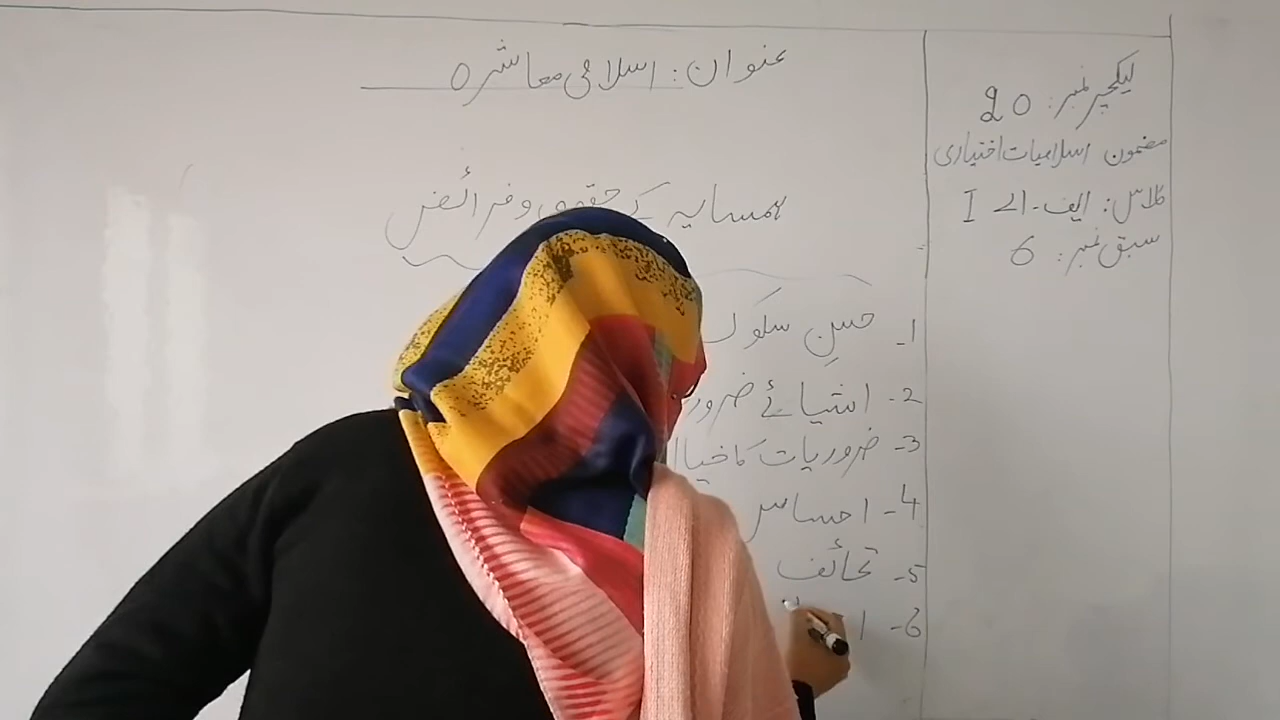 عنوان: اسلامی معاشرہ
ہمسایہ کے حقوق و فرائض
1- حسنِ سلوک
2- اشیائے
3- ضروریات کا خیال
4- احساس
5- تحائف
6-
لیکچر نمبر: 20
مضمون اسلامیات اختیاری
کلاس: ایف۔اے I
سبق نمبر: 6